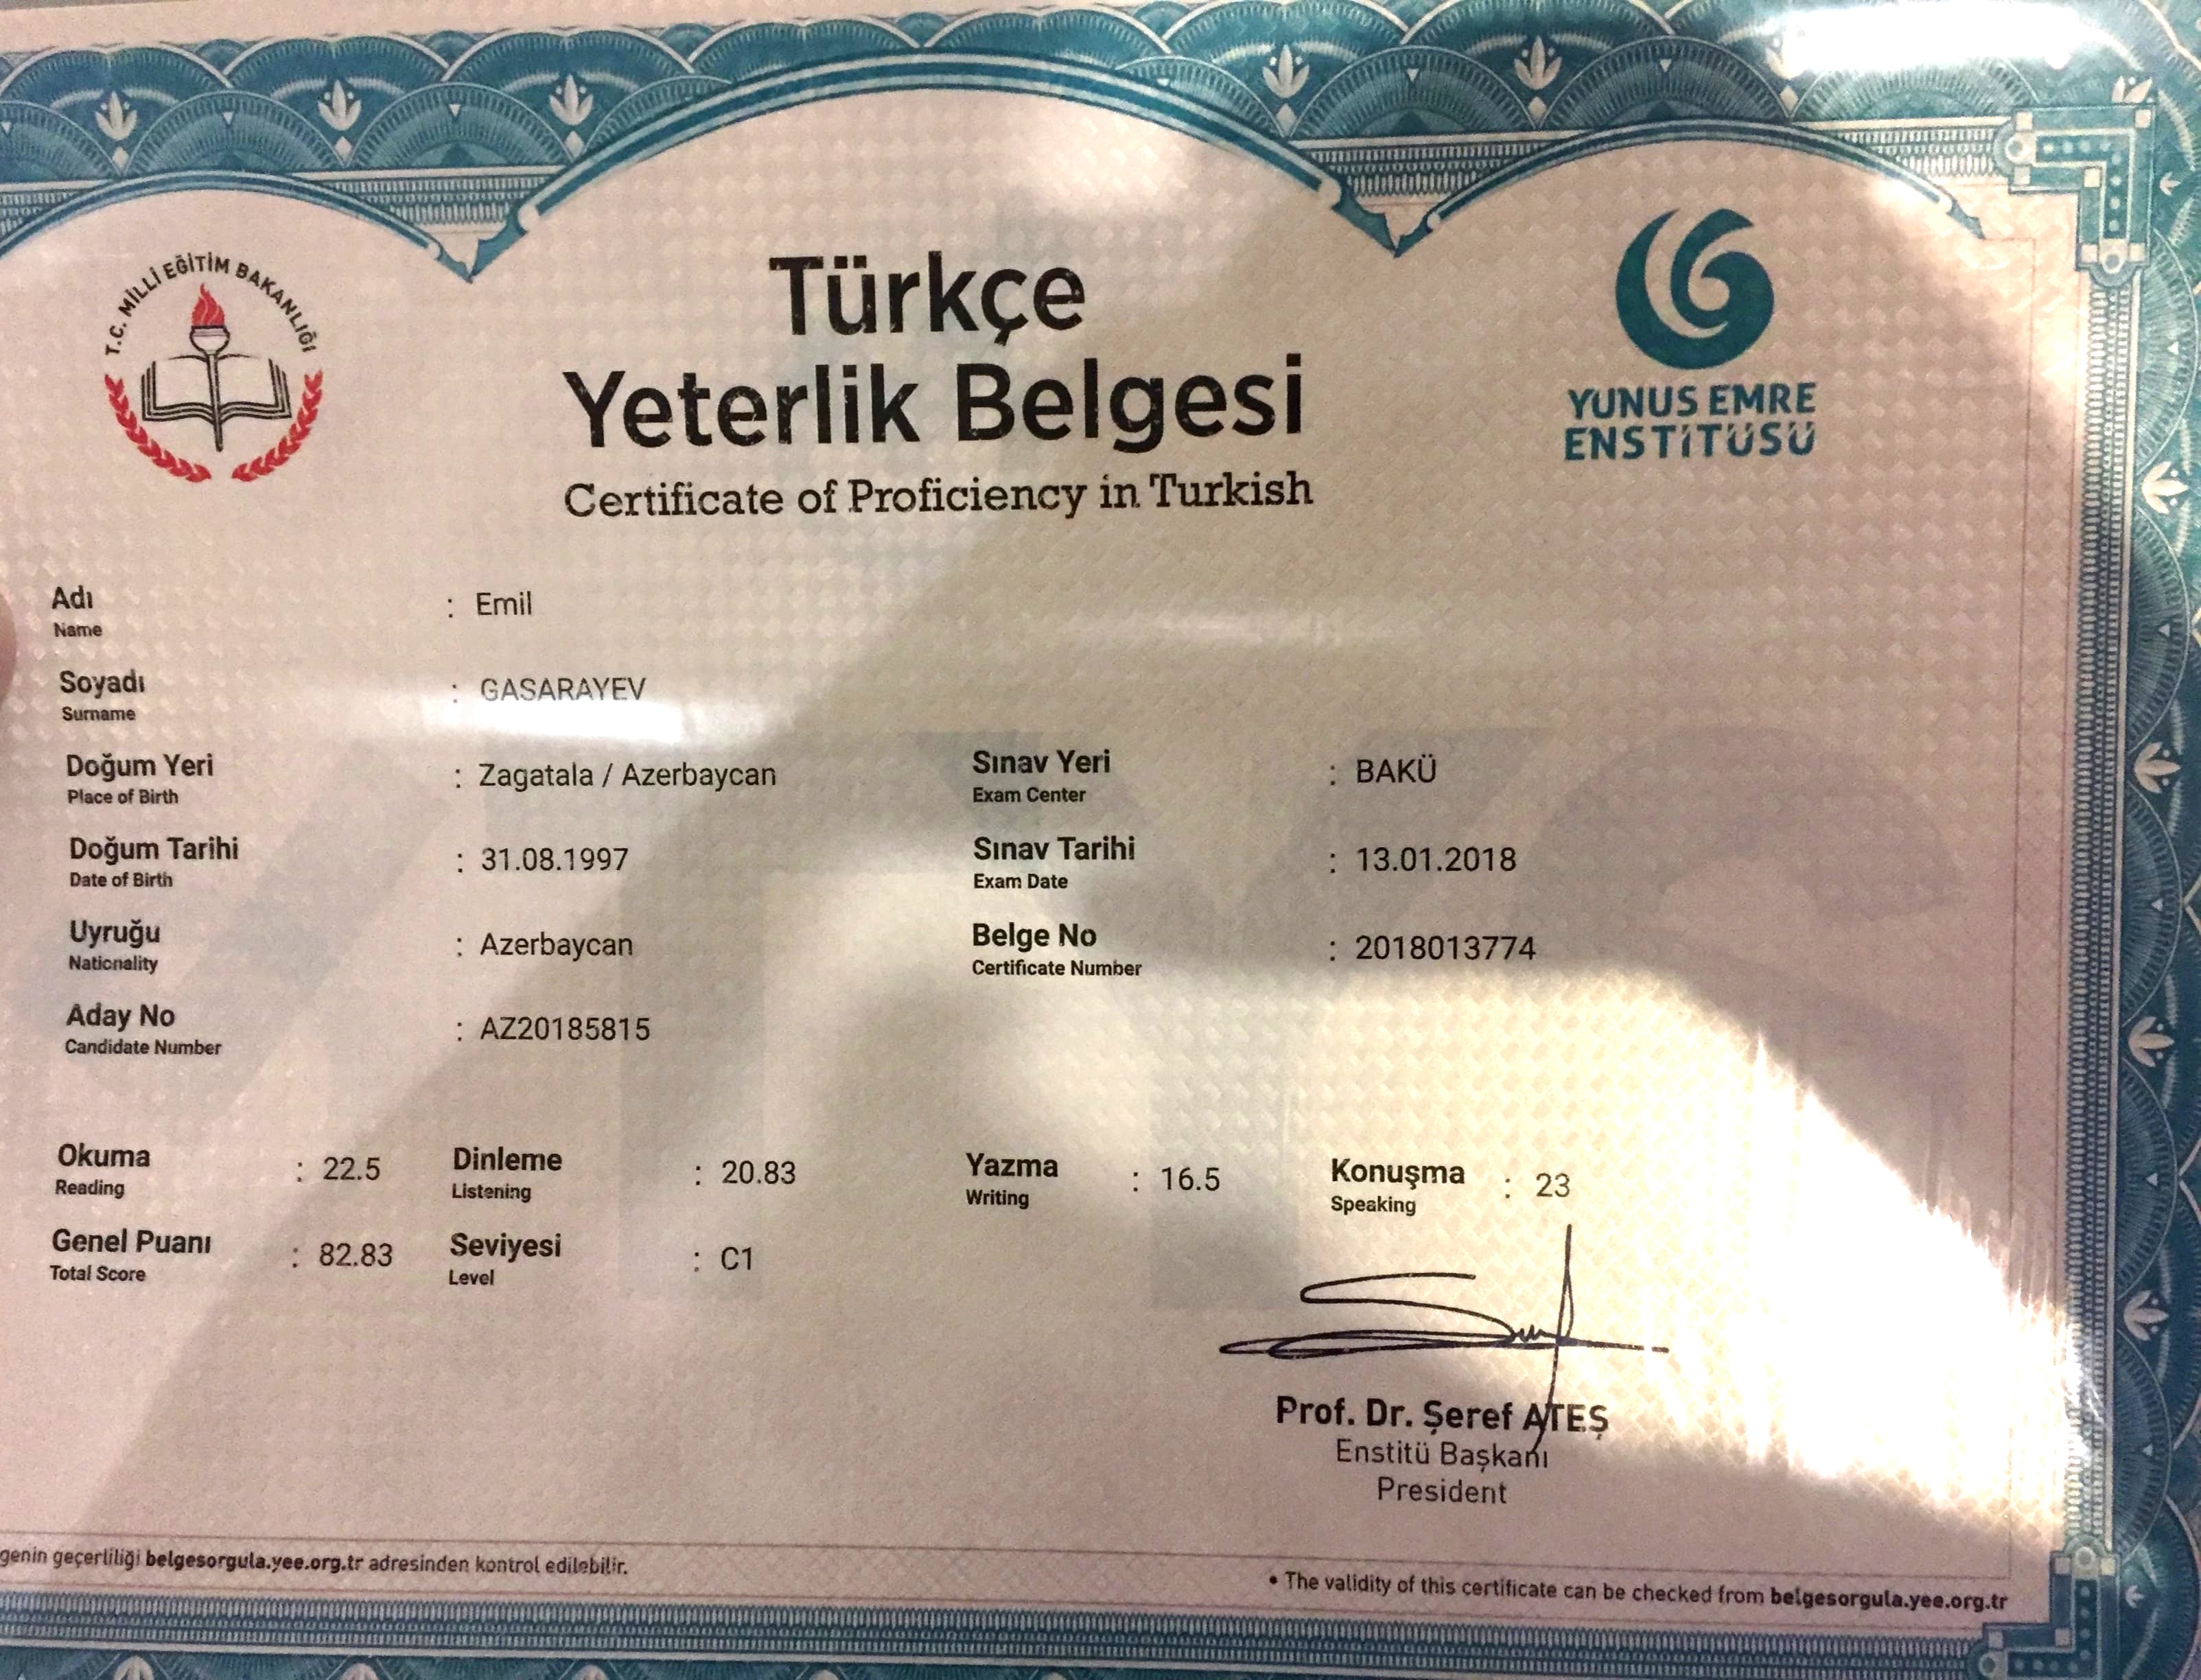 T.C. MİLLİ EĞİTİM BAKANLIĞI
Türkçe
Yeterlik Belgesi
Certificate of Proficiency in Turkish
YUNUS EMRE
ENSTİTÜSÜ
Adı : Emil
Name
Soyadı : GASARAYEV
Surname
Doğum Yeri : Zagatala / Azerbaycan Sınav Yeri : BAKÜ
Place of Birth Exam Center
Doğum Tarihi : 31.08.1997 Sınav Tarihi : 13.01.2018
Date of Birth Exam Date
Uyruğu : Azerbaycan Belge No : 2018013774
Nationality Certificate Number
Aday No : AZ20185815
Candidate Number
Okuma : 22.5 Dinleme : 20.83 Yazma : 16.5 Konuşma : 23
Reading Listening Writing Speaking
Genel Puanı : 82.83 Seviyesi : C1
Total Score Level
Prof. Dr. Şeref ATEŞ
Enstitü Başkanı
President
genin geçerliliği belgesorgula.yee.org.tr adresinden kontrol edilebilir.
• The validity of this certificate can be checked from belgesorgula.yee.org.tr